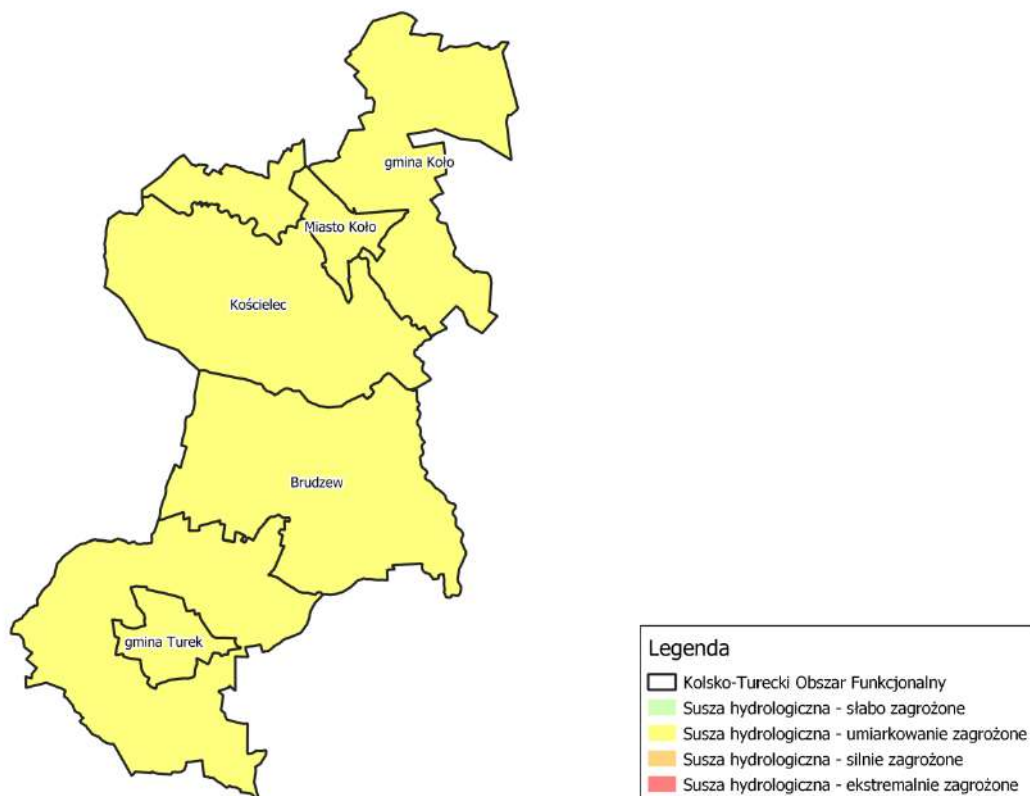 gmina Koło
Miasto Koło
Kościelec
Brudzew
gmina Turek
Legenda
Kolsko-Turecki Obszar Funkcjonalny
Susza hydrologiczna - słabo zagrożone
Susza hydrologiczna - umiarkowanie zagrożone
Susza hydrologiczna - silnie zagrożone
Susza hydrologiczna - ekstremalnie zagrożone